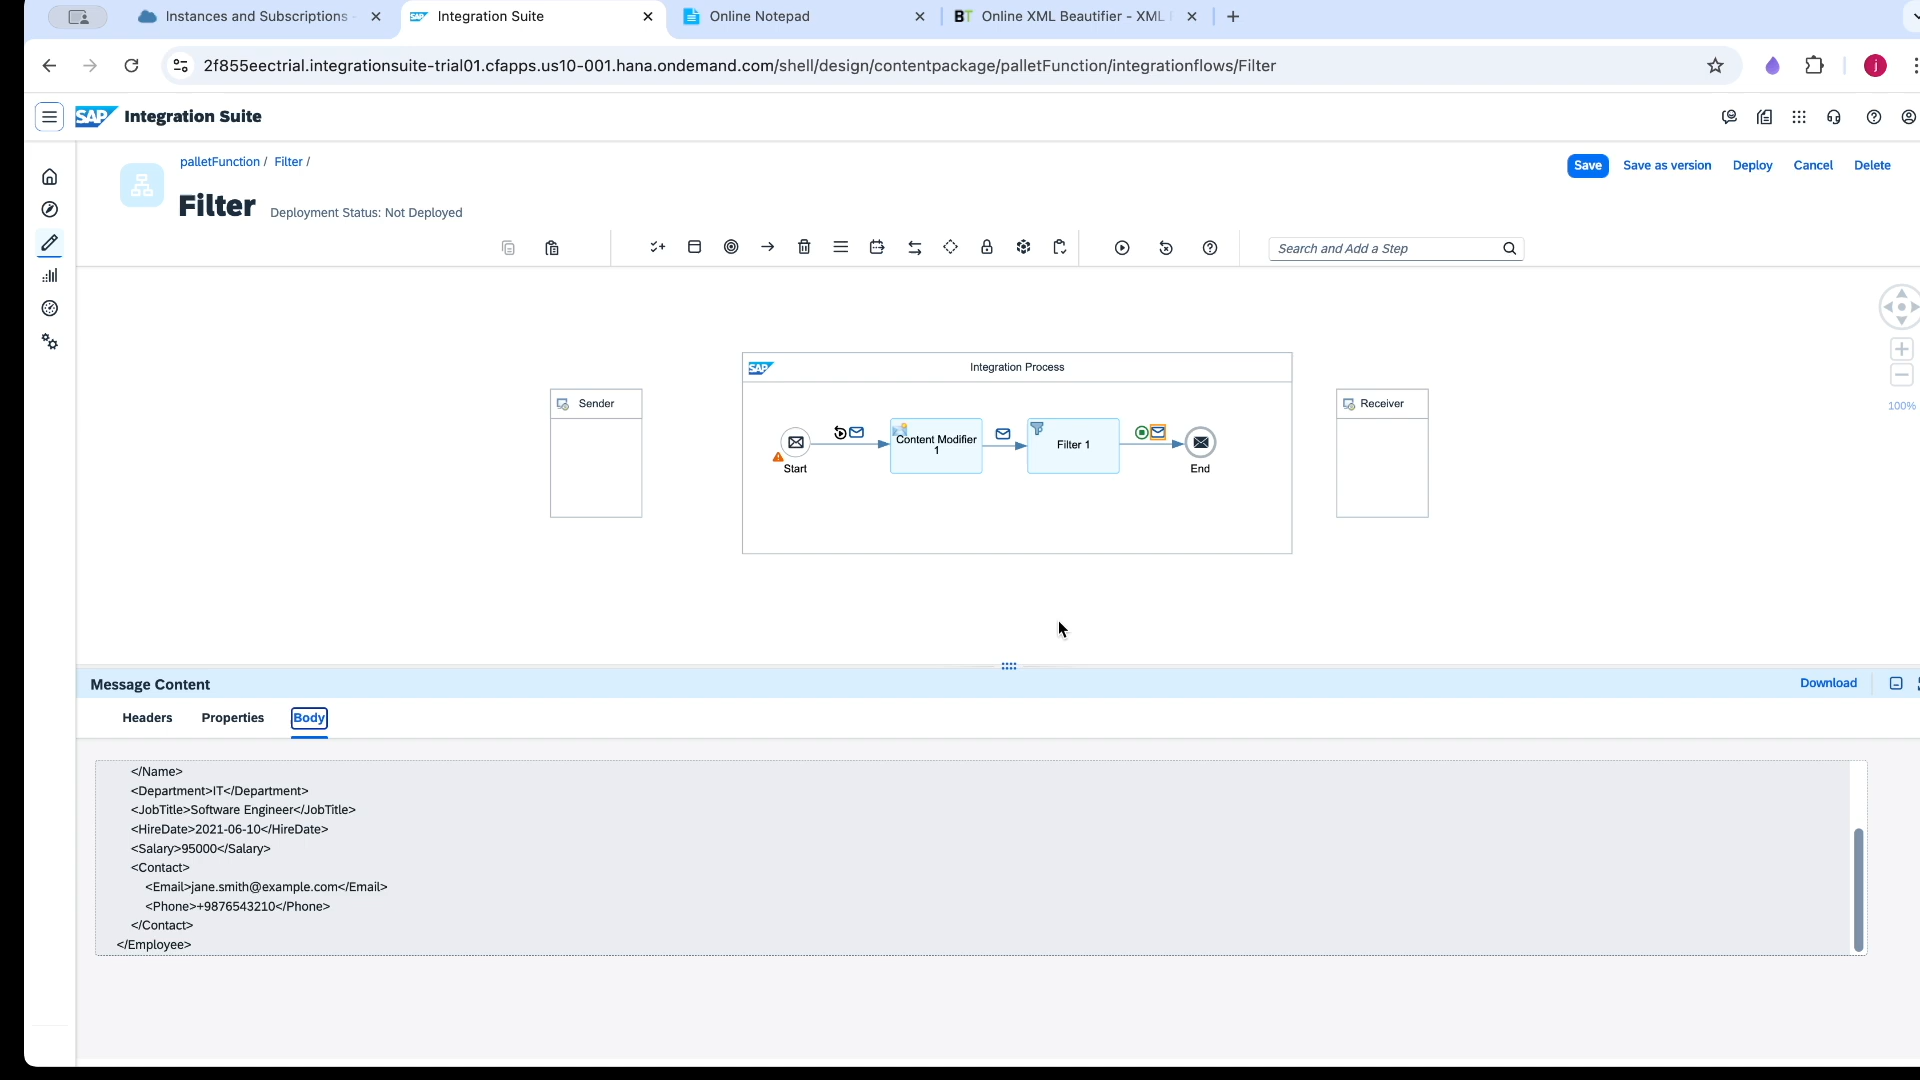 Instances and Subscriptions
Integration Suite
Online Notepad
BT Online XML Beautifier - XML
2f855eectrial.integrationsuite-trial01.cfapps.us10-001.hana.ondemand.com/shell/design/contentpackage/palletFunction/integrationflows/Filter
j
SAP Integration Suite
palletFunction / Filter /
Save
Save as version
Deploy
Cancel
Delete
Filter
Deployment Status: Not Deployed
Search and Add a Step
SAP
Integration Process
Sender
Receiver
Content Modifier
1
Filter 1
Start
End
100%
Message Content
Download
Headers
Properties
Body
</Name>
<Department>IT</Department>
<JobTitle>Software Engineer</JobTitle>
<HireDate>2021-06-10</HireDate>
<Salary>95000</Salary>
<Contact>
<Email>jane.smith@example.com</Email>
<Phone>+9876543210</Phone>
</Contact>
</Employee>